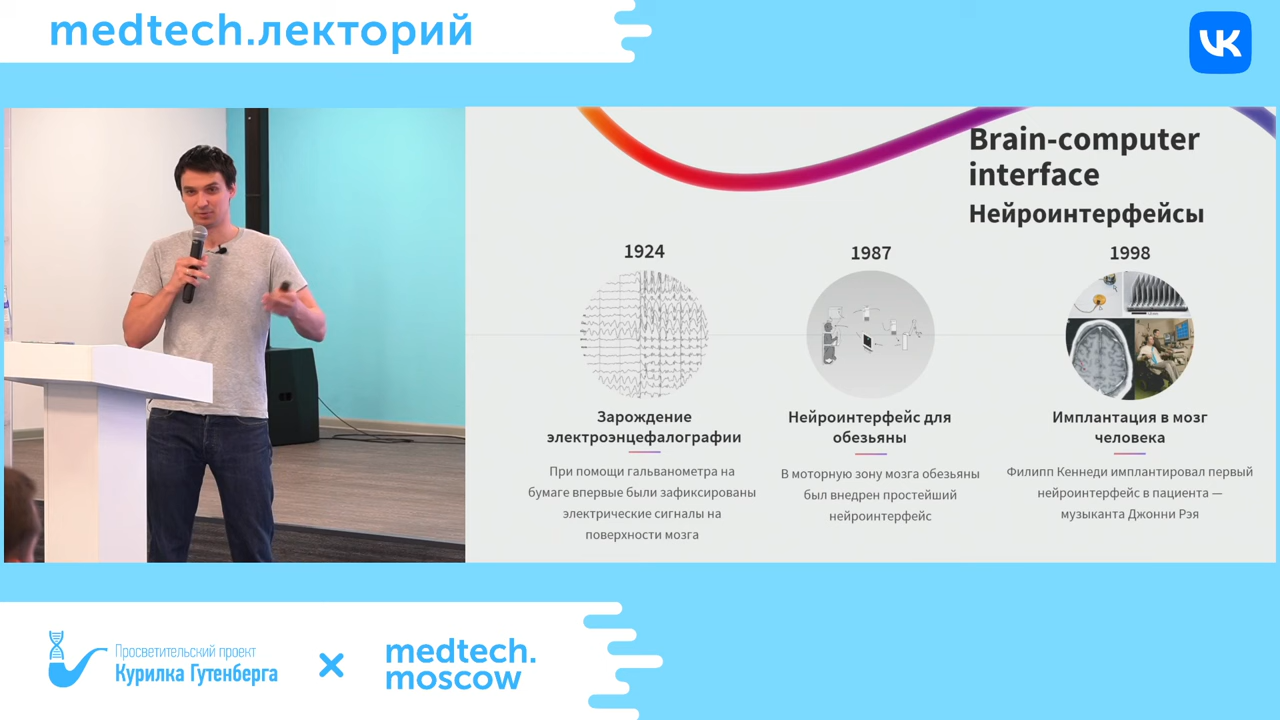 medtech.лекторий
VK
Brain-computer
interface
Нейроинтерфейсы
1924
Зарождение
электроэнцефалографии
При помощи гальванометра на
бумаге впервые были зафиксированы
электрические сигналы на
поверхности мозга
1987
Нейроинтерфейс для
обезьяны
В моторную зону мозга обезьяны
был внедрен простейший
нейроинтерфейс
1998
Имплантация в мозг
человека
Филипп Кеннеди имплантировал первый
нейроинтерфейс в пациента —
музыканта Джонни Рэя
Просветительский проект
Курилка Гутенберга
medtech.
moscow